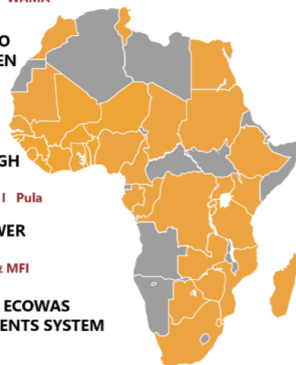 WAMA
O
EN
GH
I Pula
WER
& MFI
ECOWAS
ENTS SYSTEM